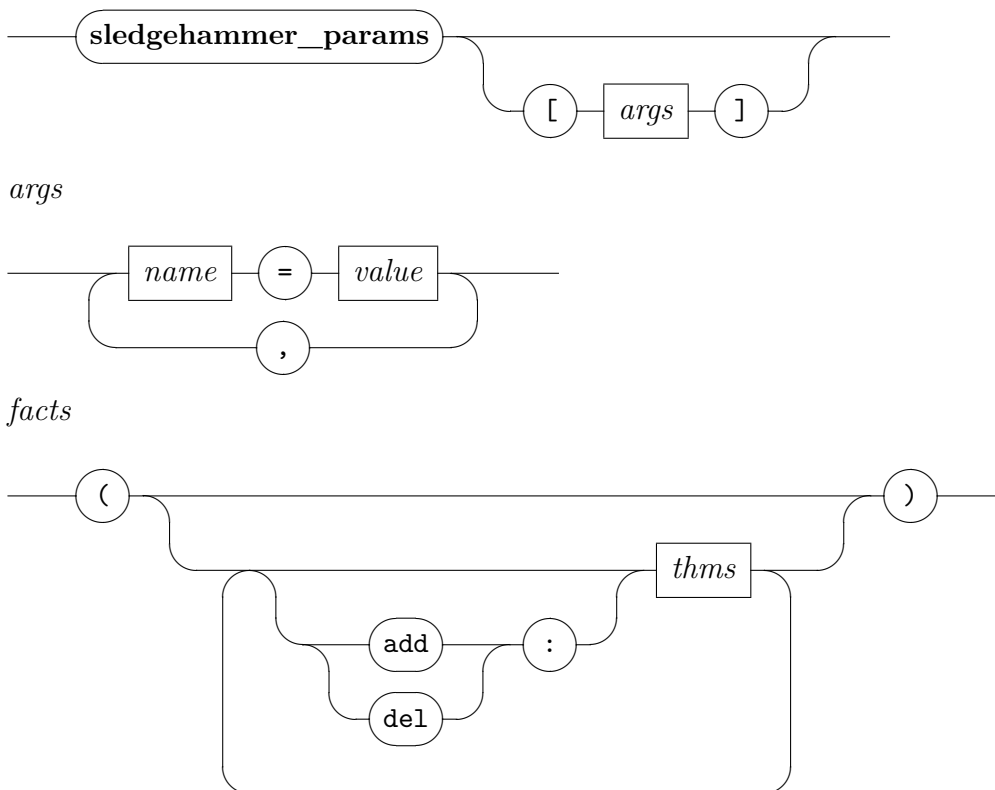 sledgehammer_params
[ args ]
args
name = value
,
facts
( )
thms
add :
del